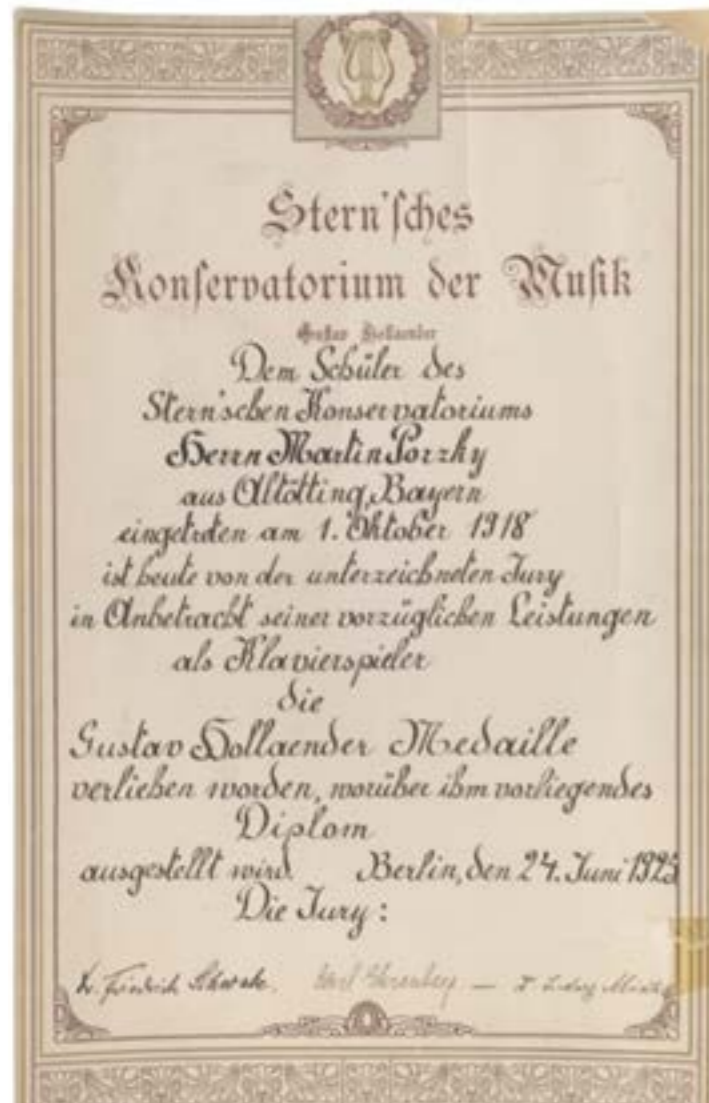 Stern'sches
Konservatorium der Musik
Gustav Hollaender
Dem Schüler des
Stern'schen Konservatoriums
Herrn Martin Porzky
aus Altötting, Bayern
eingetreten am 1. Oktober 1918
ist heute von der unterzeichneten Jury
in Anbetracht seiner vorzüglichen Leistungen
als Klavierspieler
die
Gustav Hollaender Medaille
verliehen worden, worüber ihm vorliegendes
Diplom
ausgestellt wird. Berlin, den 24. Juni 1925
Die Jury:
Dr. Friedrich